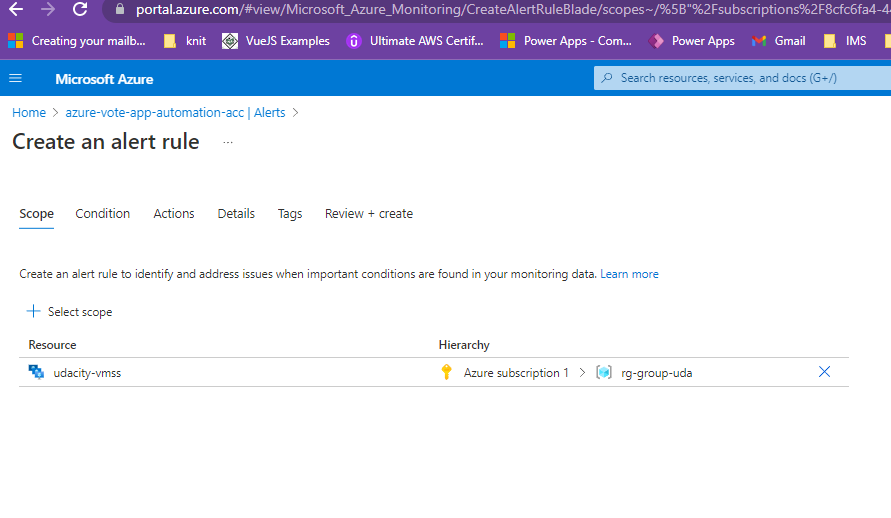 portal.azure.com/#view/Microsoft_Azure_Monitoring/CreateAlertRuleBlade/scopes~/%5B"%2Fsubscriptions%2F8cfc6fa4-4
Creating your mailb... knit VueJS Examples Ultimate AWS Certif... Power Apps - Com... Power Apps Gmail IMS
Microsoft Azure Search resources, services, and docs (G+/)
Home > azure-vote-app-automation-acc | Alerts >
Create an alert rule ...
Scope Condition Actions Details Tags Review + create
Create an alert rule to identify and address issues when important conditions are found in your monitoring data. Learn more
+ Select scope
Resource Hierarchy
udacity-vmss Azure subscription 1 > rg-group-uda